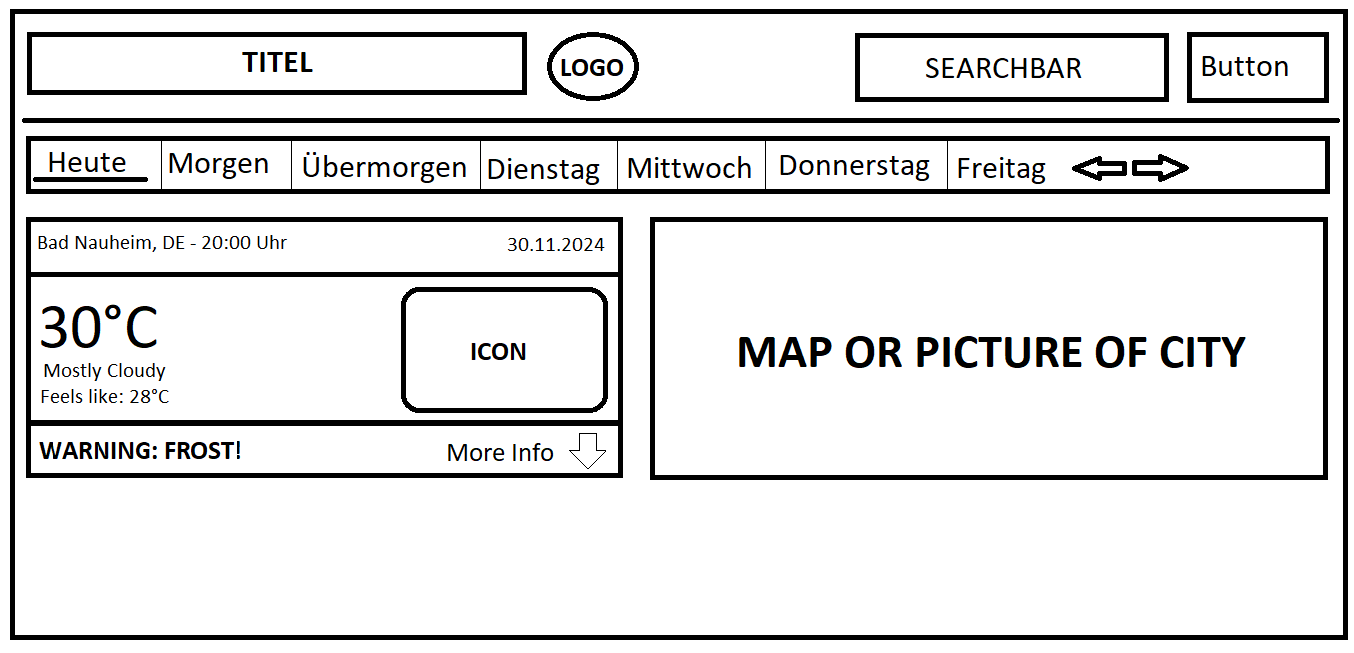 TITEL
LOGO
SEARCHBAR
Button
Heute
Morgen
Übermorgen
Dienstag
Mittwoch
Donnerstag
Freitag
Bad Nauheim, DE - 20:00 Uhr
30.11.2024
30°C
Mostly Cloudy
Feels like: 28°C
ICON
WARNING: FROST!
More Info
MAP OR PICTURE OF CITY